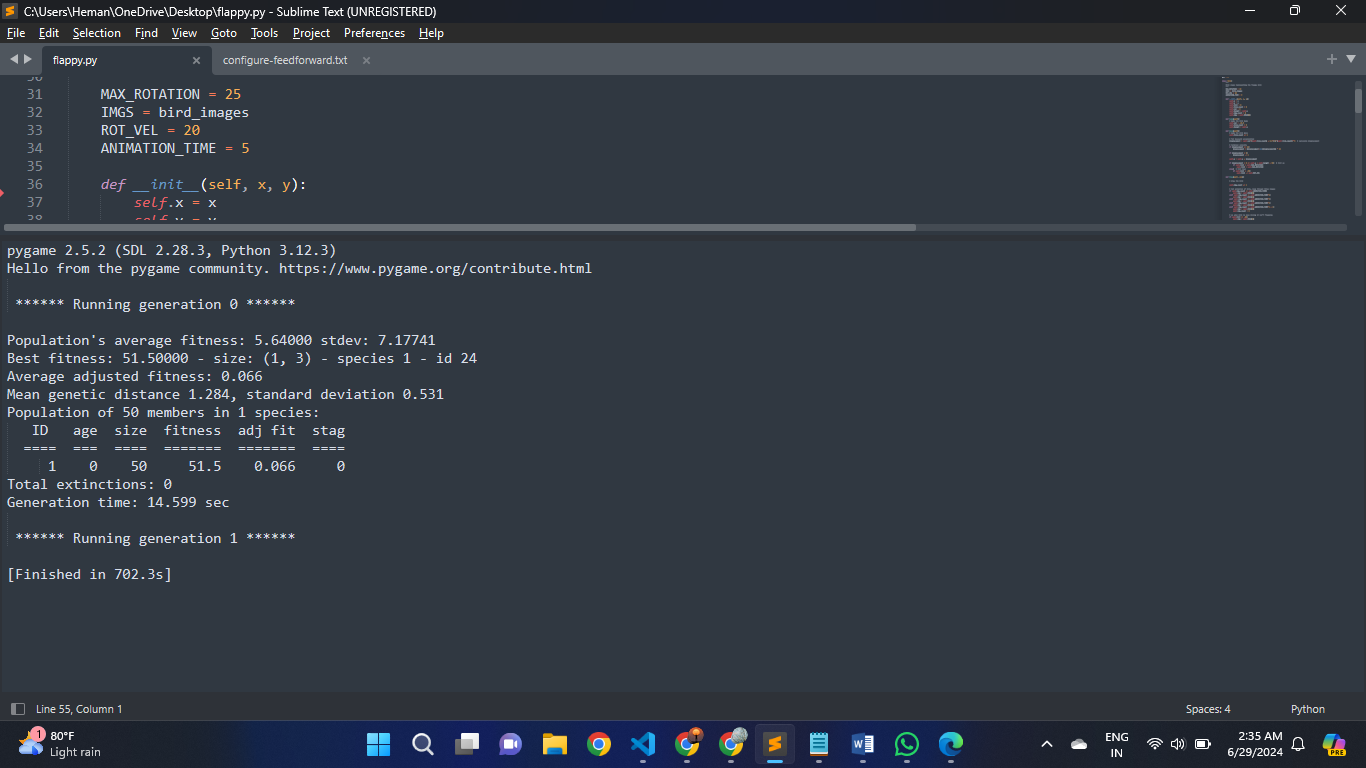 C:\Users\Heman\OneDrive\Desktop\flappy.py - Sublime Text (UNREGISTERED)
File Edit Selection Find View Goto Tools Project Preferences Help
flappy.py configure-feedforward.txt
31 MAX_ROTATION = 25
32 IMGS = bird_images
33 ROT_VEL = 20
34 ANIMATION_TIME = 5
35
36 def __init__(self, x, y):
37 self.x = x
38 self.y = y
pygame 2.5.2 (SDL 2.28.3, Python 3.12.3)
Hello from the pygame community. https://www.pygame.org/contribute.html
****** Running generation 0 ******
Population's average fitness: 5.64000 stdev: 7.17741
Best fitness: 51.50000 - size: (1, 3) - species 1 - id 24
Average adjusted fitness: 0.066
Mean genetic distance 1.284, standard deviation 0.531
Population of 50 members in 1 species:
ID age size fitness adj fit stag
==== === ==== ======= ======= ====
1 0 50 51.5 0.066 0
Total extinctions: 0
Generation time: 14.599 sec
****** Running generation 1 ******
[Finished in 702.3s]
Line 55, Column 1 Spaces: 4 Python
1 80°F
Light rain
ENG
IN
2:35 AM
6/29/2024
PRE